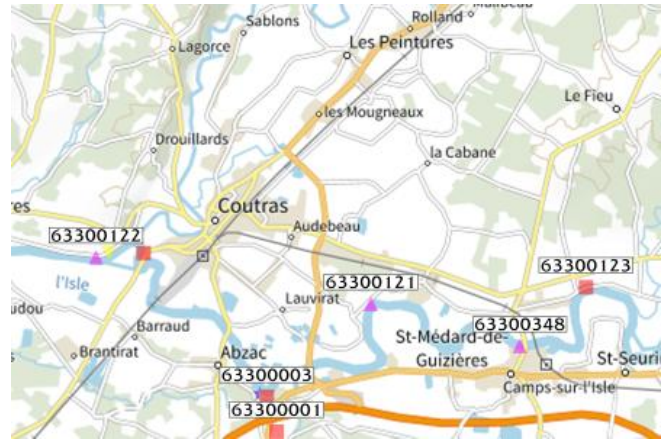 Sablons
Rolland
Lagorce
Les Peintures
Le Fieu
les Mougneaux
Drouillards
la Cabane
Coutras
res
63300122
Audebeau
63300123
l'Isle
63300121
udou
Lauvirat
Barraud
63300348
St-Médard-de-
Guizières
Brantirat
Abzac
St-Seuri
63300003
Camps-sur-l'Isle
63300001